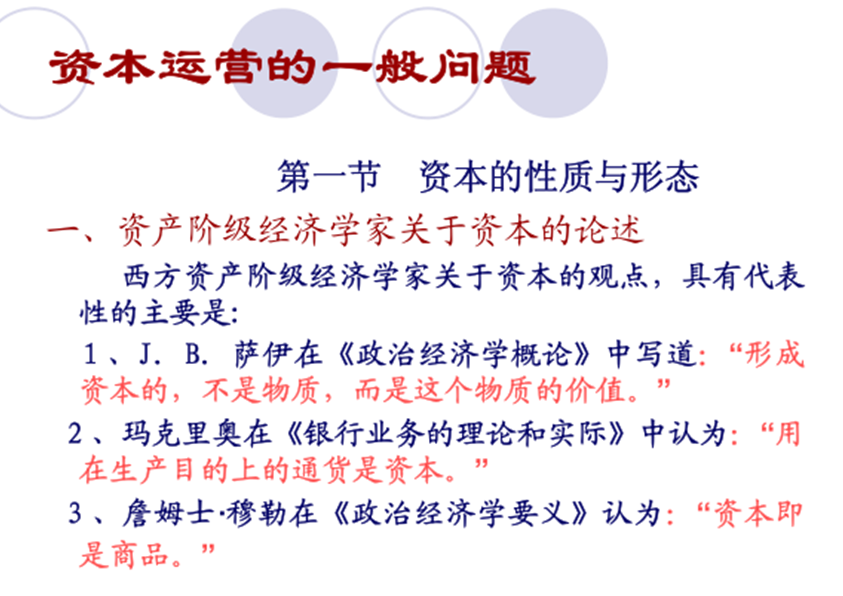 资本运营的一般问题
第一节 资本的性质与形态
一、资产阶级经济学家关于资本的论述
西方资产阶级经济学家关于资本的观点，具有代表
性的主要是：
1、J．B．萨伊在《政治经济学概论》中写道：“形成
资本的，不是物质，而是这个物质的价值。”
2、玛克里奥在《银行业务的理论和实际》中认为：“用
在生产目的上的通货是资本。”
3、詹姆士·穆勒在《政治经济学要义》认为：“资本即
是商品。”